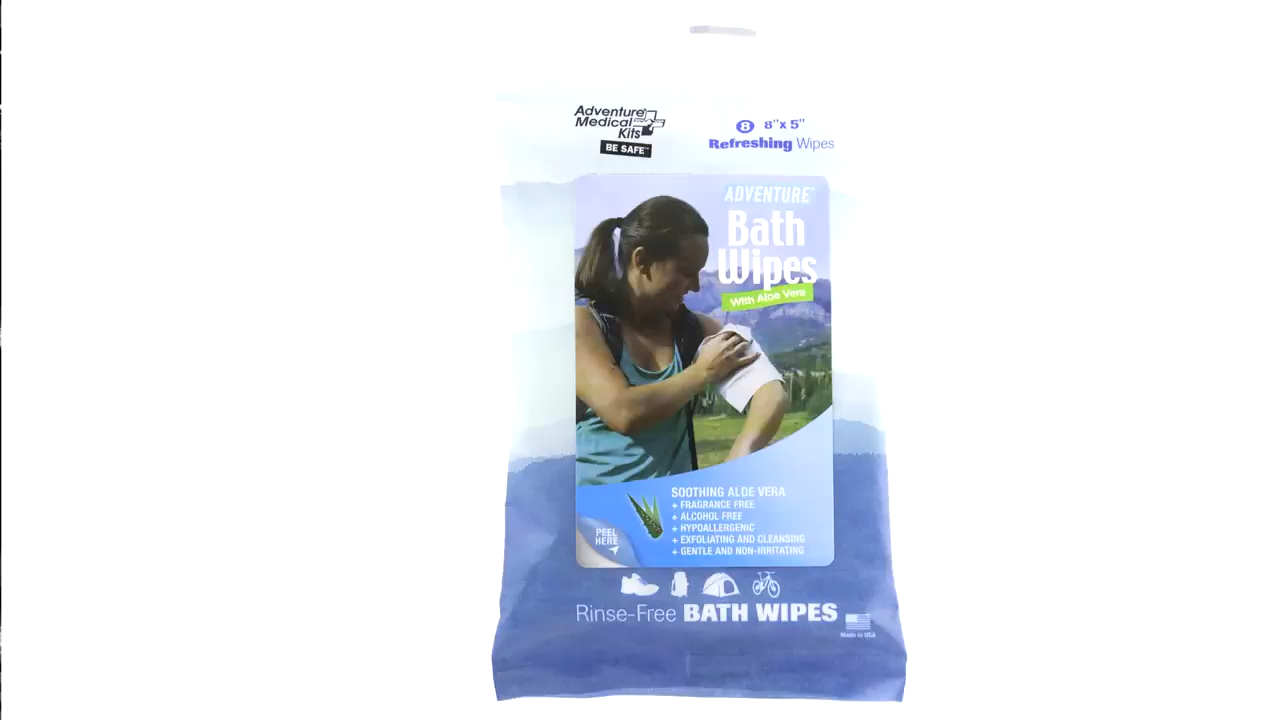 Adventure
Medical
Kits
BE SAFE™
8 8"x 5"
Refreshing Wipes
ADVENTURE™
Bath
Wipes
With Aloe Vera
SOOTHING ALOE VERA
+ FRAGRANCE FREE
+ ALCOHOL FREE
+ HYPOALLERGENIC
+ EXFOLIATING AND CLEANSING
+ GENTLE AND NON-IRRITATING
PEEL
HERE
Rinse-Free BATH WIPES
Made in USA